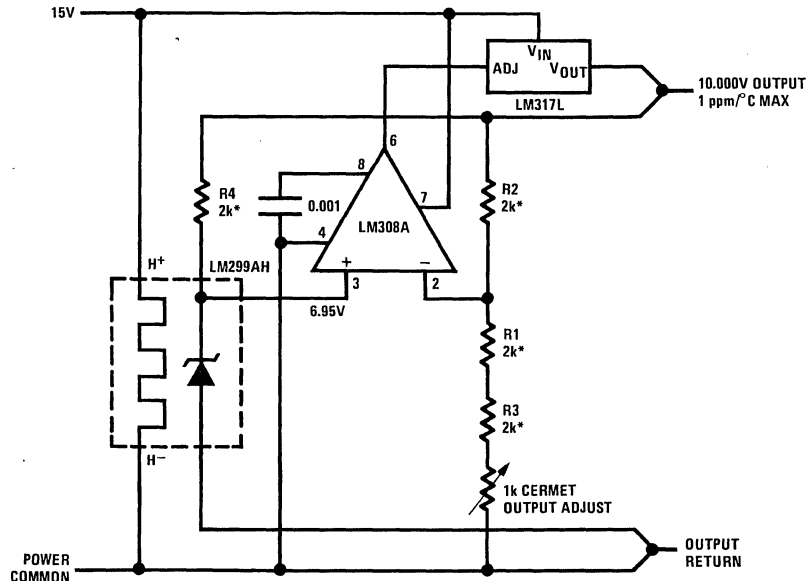 15V
VIN
ADJ
VOUT
LM317L
10.000V OUTPUT
1 ppm/°C MAX
6
8
7
R4
2k*
0.001
LM308A
R2
2k*
4
H+
LM299AH
+
−
3
2
6.95V
R1
2k*
R3
2k*
H−
1k CERMET
OUTPUT ADJUST
POWER
COMMON
OUTPUT
RETURN